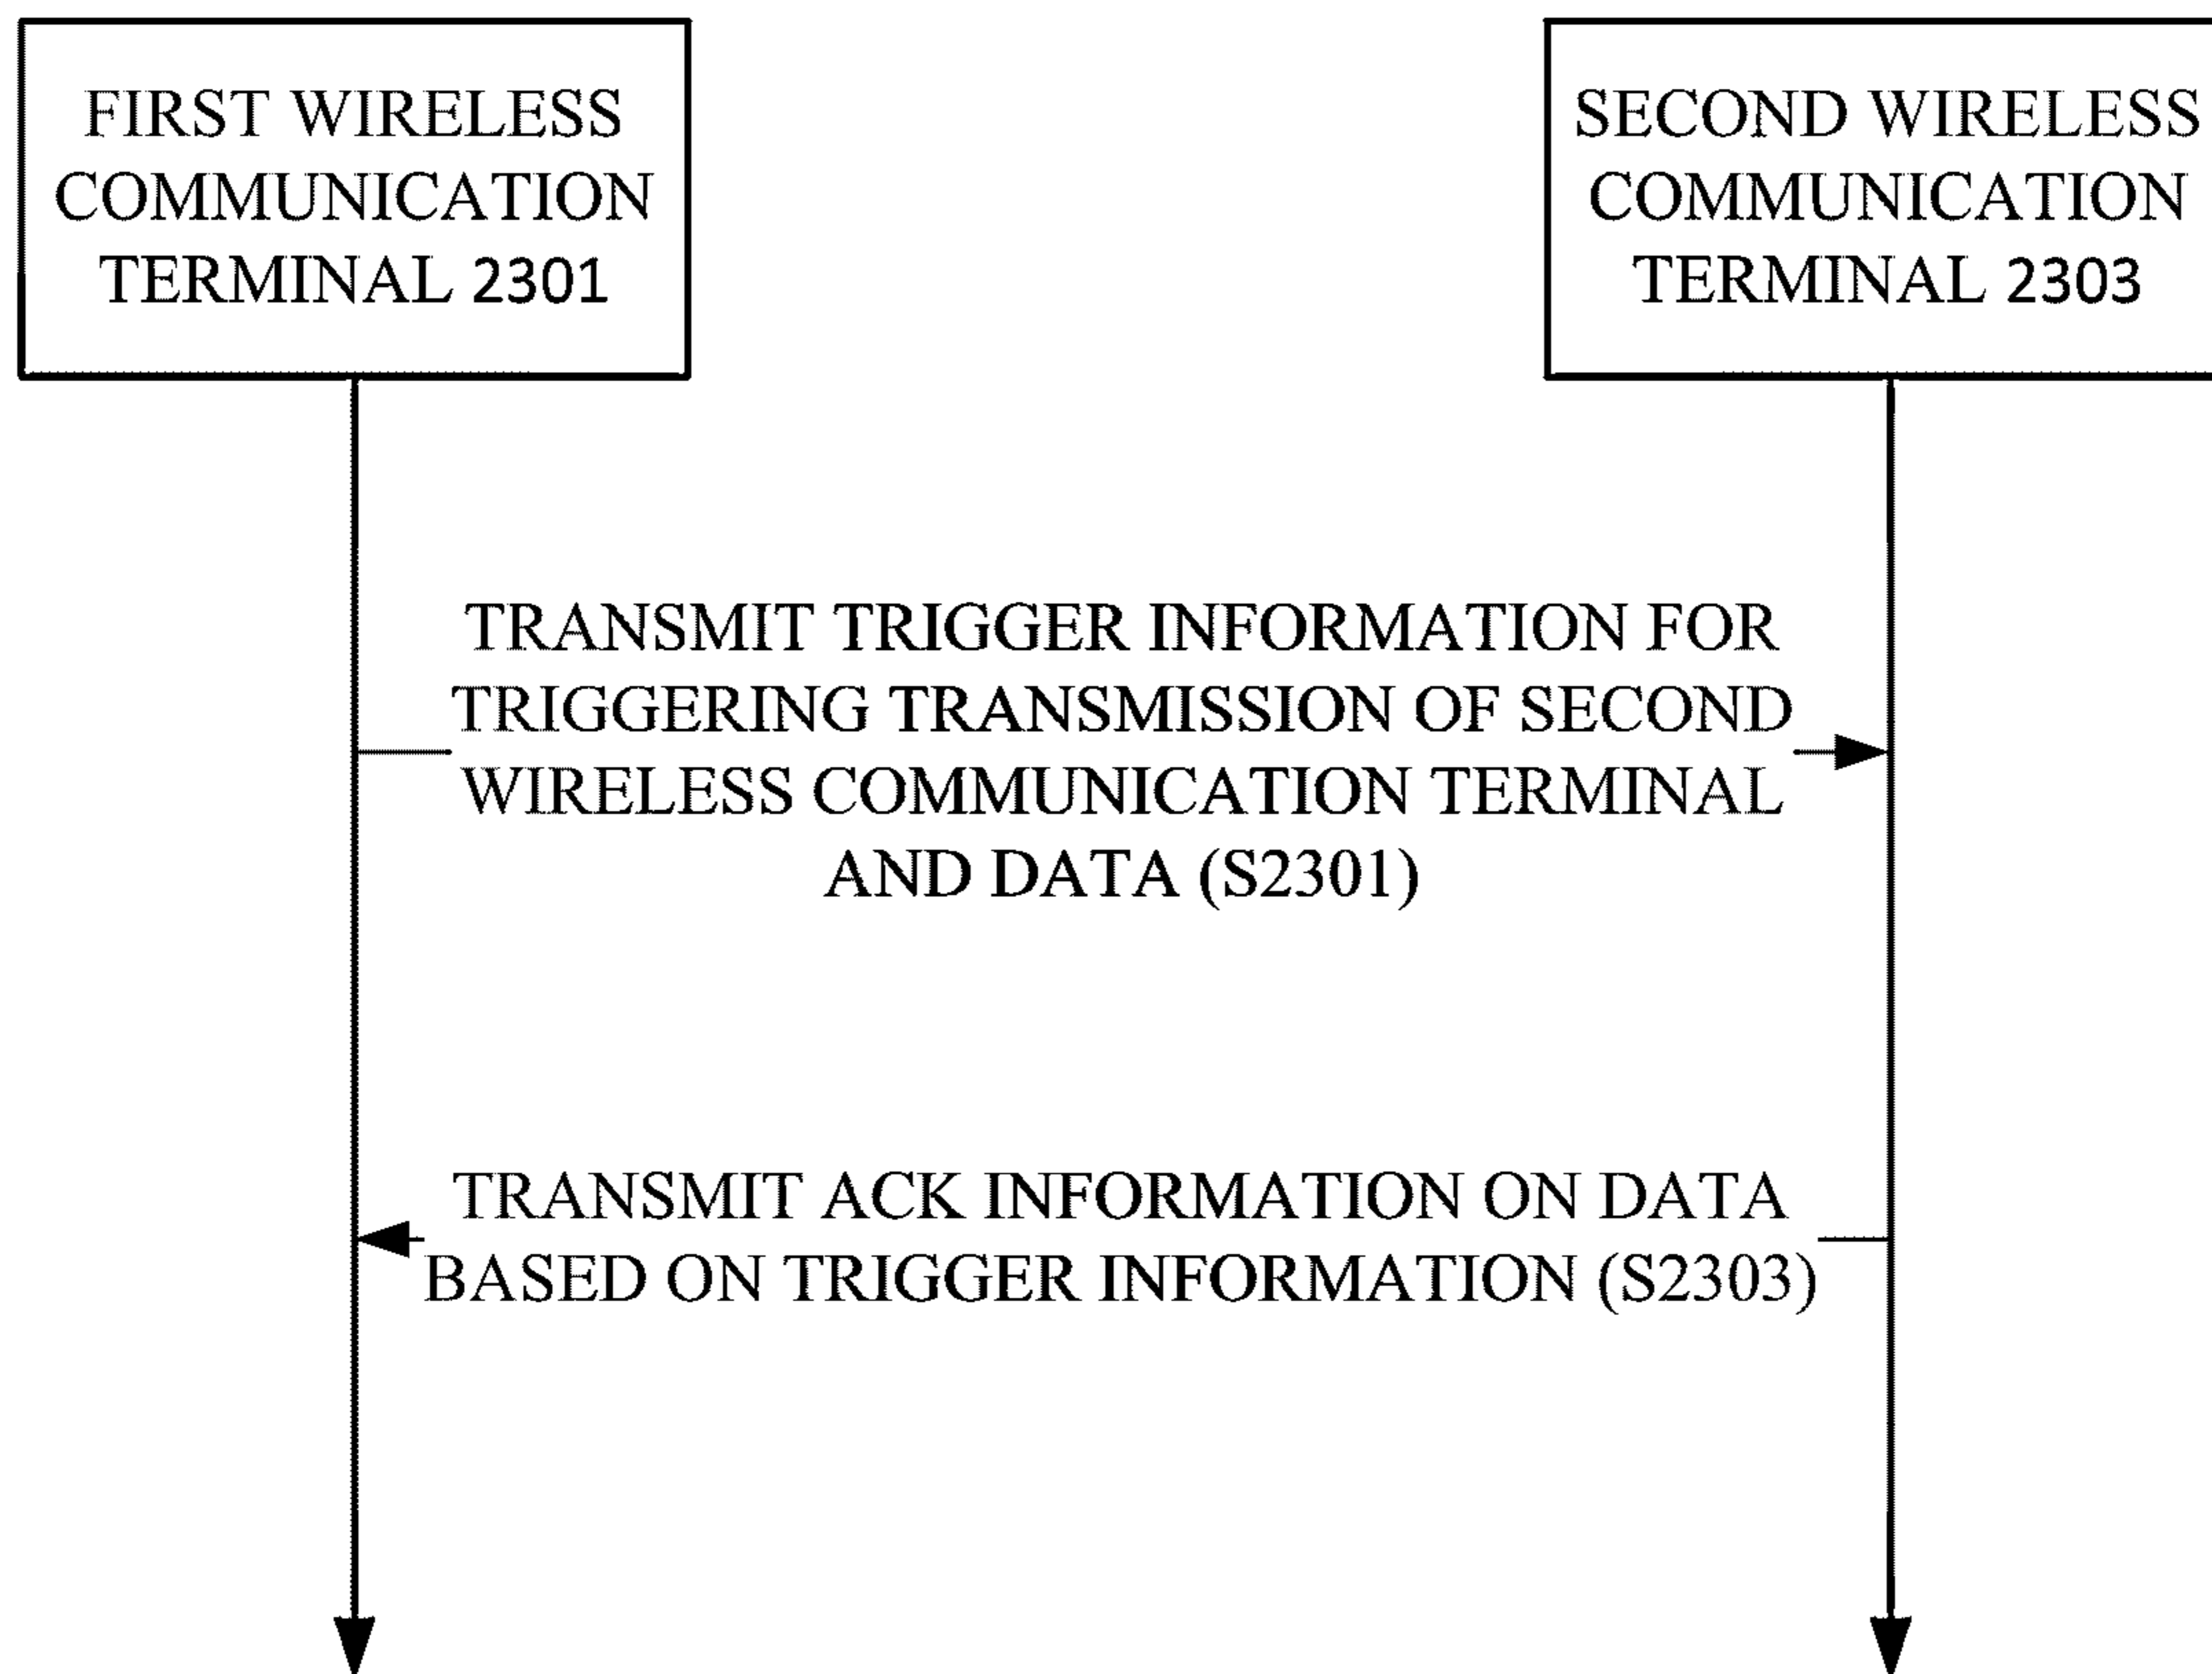 FIRST WIRELESS
COMMUNICATION
TERMINAL 2301
SECOND WIRELESS
COMMUNICATION
TERMINAL 2303
TRANSMIT TRIGGER INFORMATION FOR
TRIGGERING TRANSMISSION OF SECOND
WIRELESS COMMUNICATION TERMINAL
AND DATA (S2301)
TRANSMIT ACK INFORMATION ON DATA
BASED ON TRIGGER INFORMATION (S2303)